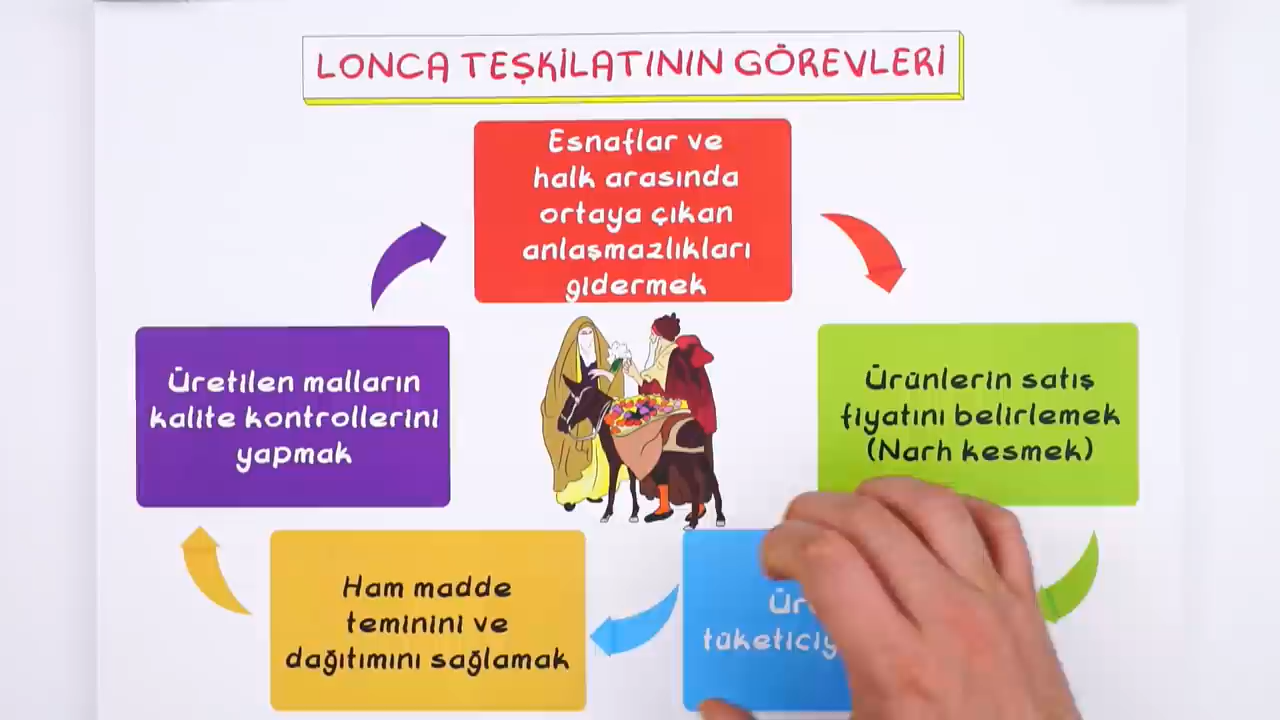 LONCA TEŞKİLATININ GÖREVLERİ
Esnaflar ve
halk arasında
ortaya çıkan
anlaşmazlıkları
gidermek
Ürünlerin satış
fiyatını belirlemek
(Narh kesmek)
Ham madde
teminini ve
dağıtımını sağlamak
Üretilen malların
kalite kontrollerini
yapmak